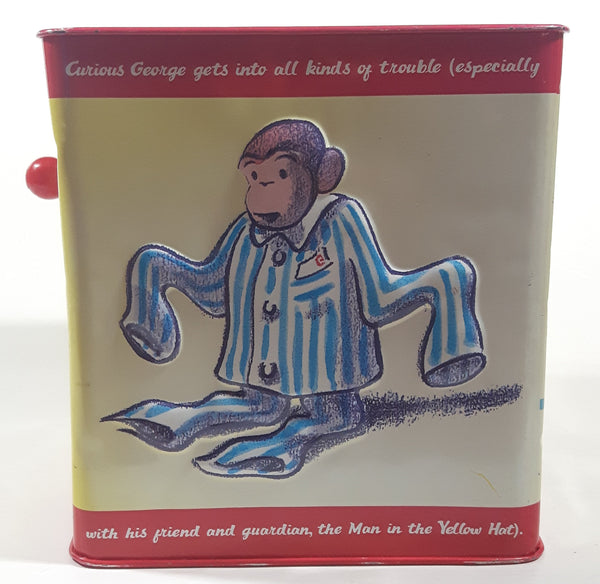 Curious George gets into all kinds of trouble (especially
with his friend and guardian, the Man in the Yellow Hat).